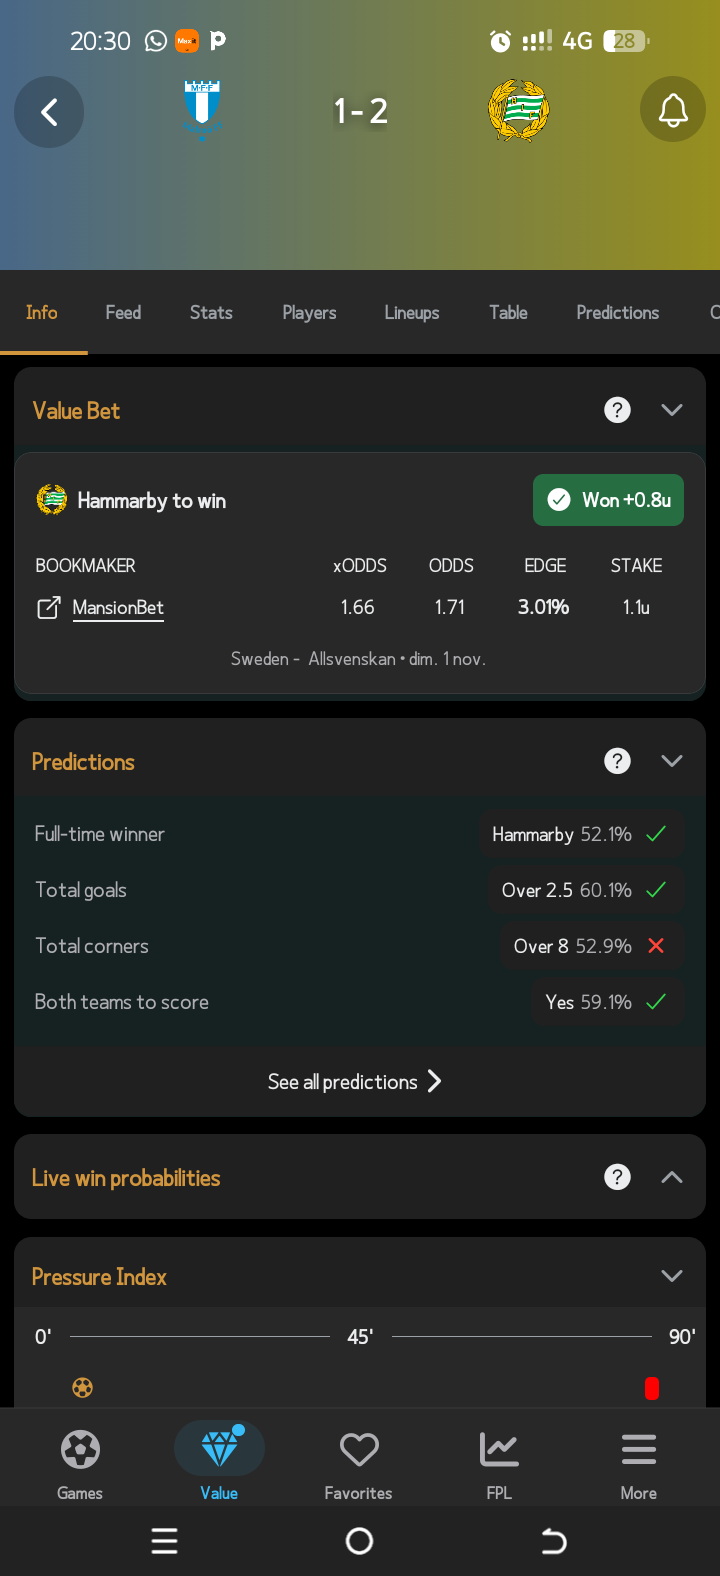 20:30 Max 4G 28
M·F·F 1 - 2
Info Feed Stats Players Lineups Table Predictions
Value Bet ?
Hammarby to win Won +0.8u
BOOKMAKER xODDS ODDS EDGE STAKE
MansionBet 1.66 1.71 3.01% 1.1u
Sweden - Allsvenskan • dim. 1 nov.
Predictions ?
Full-time winner Hammarby 52.1%
Total goals Over 2.5 60.1%
Total corners Over 8 52.9%
Both teams to score Yes 59.1%
See all predictions
Live win probabilities ?
Pressure Index
0' 45' 90'
Games Value Favorites FPL More